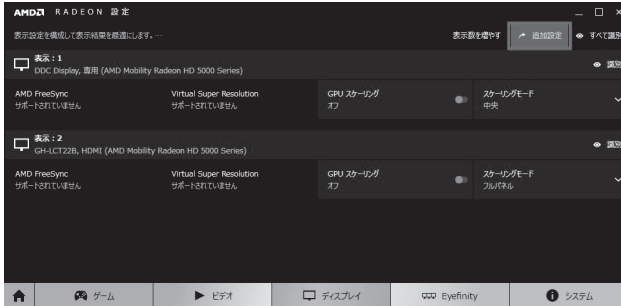 AMD RADEON 設定
表示設定を構成して表示結果を最適にします。…
表示数を増やす
追加設定
すべて識別
表示：1
DDC Display, 専用 (AMD Mobility Radeon HD 5000 Series)
識別
AMD FreeSync
サポートされていません
Virtual Super Resolution
サポートされていません
GPU スケーリング
オフ
スケーリングモード
中央
表示：2
GH-LCT22B, HDMI (AMD Mobility Radeon HD 5000 Series)
識別
AMD FreeSync
サポートされていません
Virtual Super Resolution
サポートされていません
GPU スケーリング
オフ
スケーリングモード
フルパネル
ゲーム
ビデオ
ディスプレイ
Eyefinity
システム